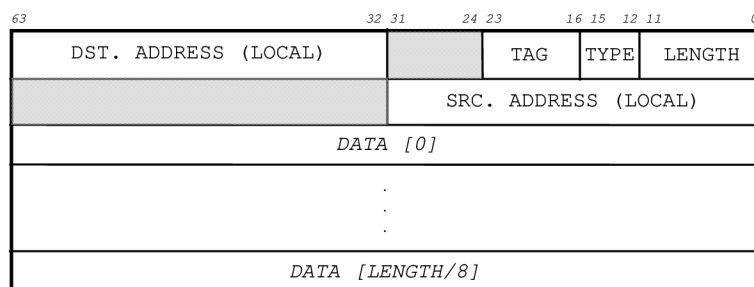 63 32 31 24 23 16 15 12 11 0
DST. ADDRESS (LOCAL) TAG TYPE LENGTH
SRC. ADDRESS (LOCAL)
DATA [0]
.
.
.
DATA [LENGTH/8]